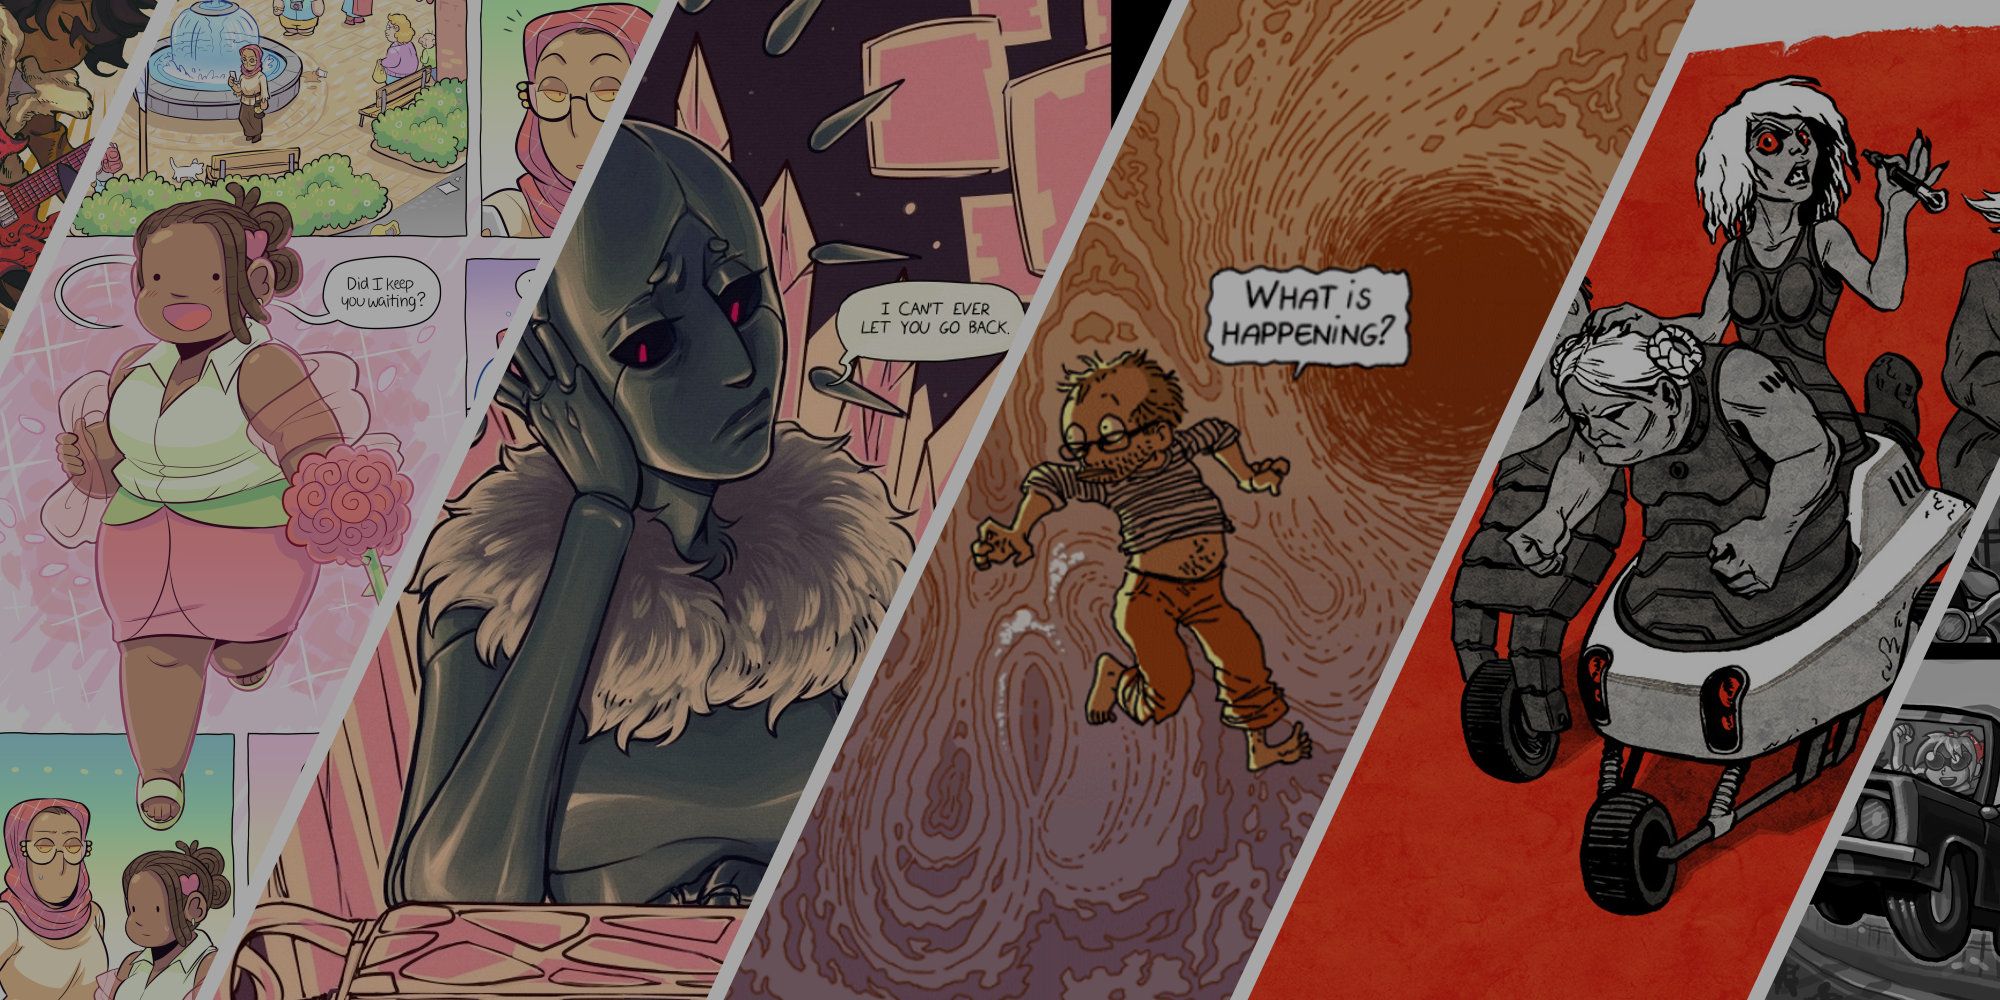 Did I keep
you waiting?
I CAN'T EVER
LET YOU GO BACK.
WHAT IS
HAPPENING?